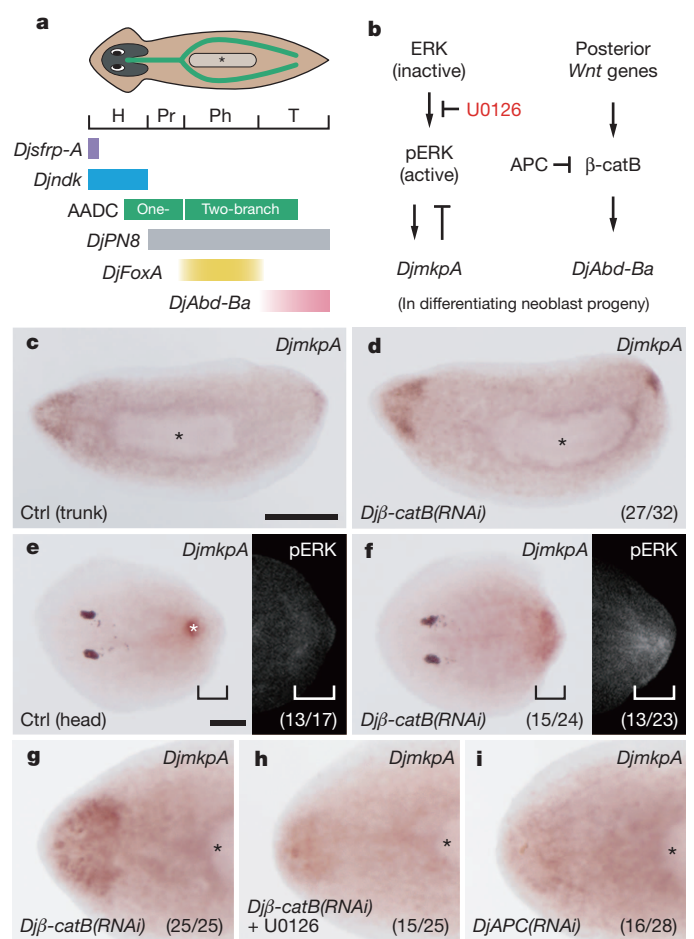 a
*
H Pr Ph T
Djsfrp-A
Djndk
AADC One- Two-branch
DjPN8
DjFoxA
DjAbd-Ba
b
ERK
(inactive)
U0126
pERK
(active)
DjmkpA
Posterior
Wnt genes
APC β-catB
DjAbd-Ba
(In differentiating neoblast progeny)
c DjmkpA
*
Ctrl (trunk)
d DjmkpA
*
Djβ-catB(RNAi) (27/32)
e DjmkpA pERK
*
Ctrl (head) (13/17)
f DjmkpA pERK
Djβ-catB(RNAi) (15/24) (13/23)
g DjmkpA
*
Djβ-catB(RNAi) (25/25)
h DjmkpA
*
Djβ-catB(RNAi)
+ U0126 (15/25)
i DjmkpA
*
DjAPC(RNAi) (16/28)